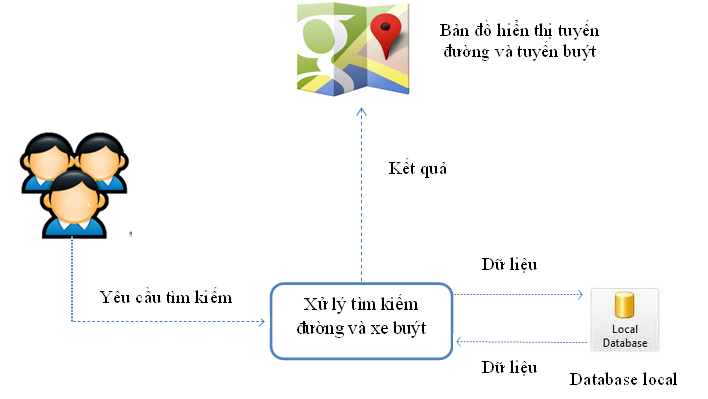 Bản đồ hiển thị tuyến
đường và tuyến buýt
Kết quả
Yêu cầu tìm kiếm
Xử lý tìm kiếm
đường và xe buýt
Dữ liệu
Local
Database
Dữ liệu
Database local